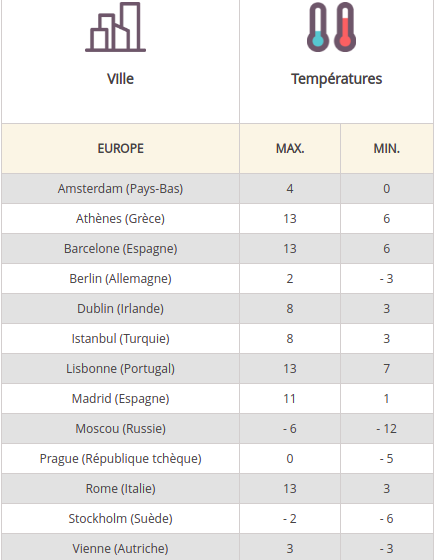 VIlle Températures
EUROPE MAX. MIN.
Amsterdam (Pays-Bas) 4 0
Athènes (Grèce) 13 6
Barcelone (Espagne) 13 6
Berlin (Allemagne) 2 - 3
Dublin (Irlande) 8 3
Istanbul (Turquie) 8 3
Lisbonne (Portugal) 13 7
Madrid (Espagne) 11 1
Moscou (Russie) - 6 - 12
Prague (République tchèque) 0 - 5
Rome (Italie) 13 3
Stockholm (Suède) - 2 - 6
Vienne (Autriche) 3 - 3